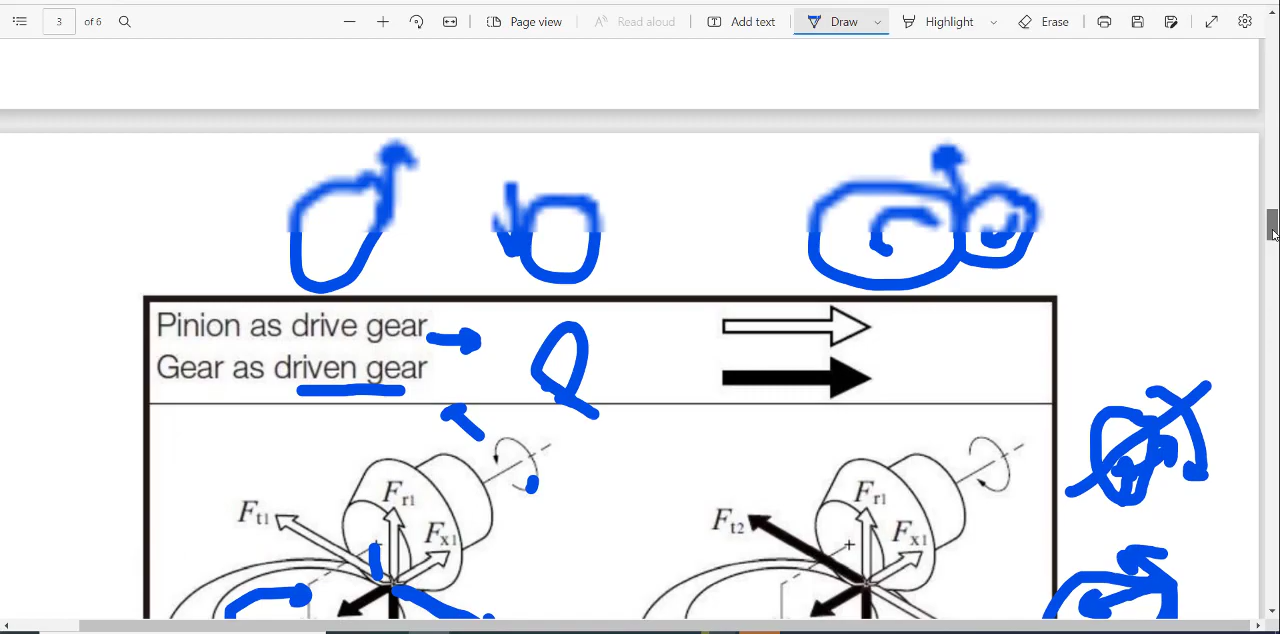 3 of 6 Page view Read aloud Add text Draw Highlight Erase
Pinion as drive gear
Gear as driven gear
Fr1 Fr1
Ft1 Fx1 Ft2 Fx1